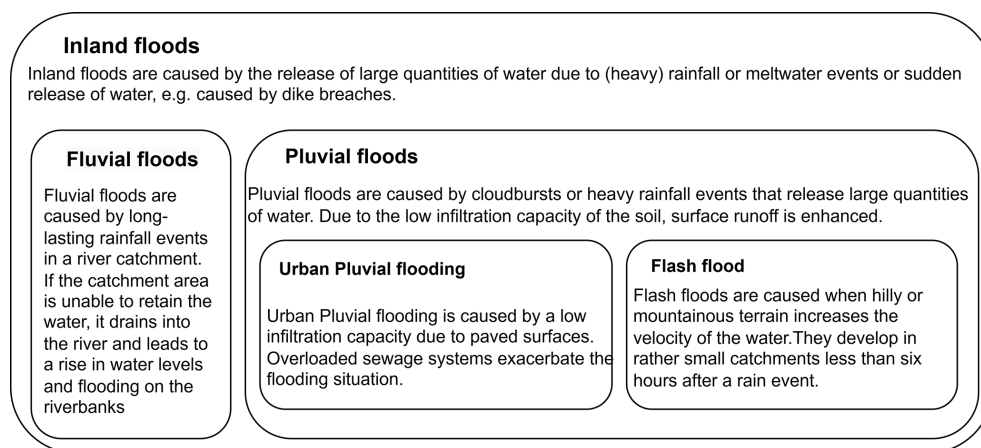 Inland floods
Inland floods are caused by the release of large quantities of water due to (heavy) rainfall or meltwater events or sudden
release of water, e.g. caused by dike breaches.
Fluvial floods
Fluvial floods are
caused by long-
lasting rainfall events
in a river catchment.
If the catchment area
is unable to retain the
water, it drains into
the river and leads to
a rise in water levels
and flooding on the
riverbanks
Pluvial floods
Pluvial floods are caused by cloudbursts or heavy rainfall events that release large quantities
of water. Due to the low infiltration capacity of the soil, surface runoff is enhanced.
Urban Pluvial flooding
Urban Pluvial flooding is caused by a low
infiltration capacity due to paved surfaces.
Overloaded sewage systems exacerbate the
flooding situation.
Flash flood
Flash floods are caused when hilly or
mountainous terrain increases the
velocity of the water.They develop in
rather small catchments less than six
hours after a rain event.